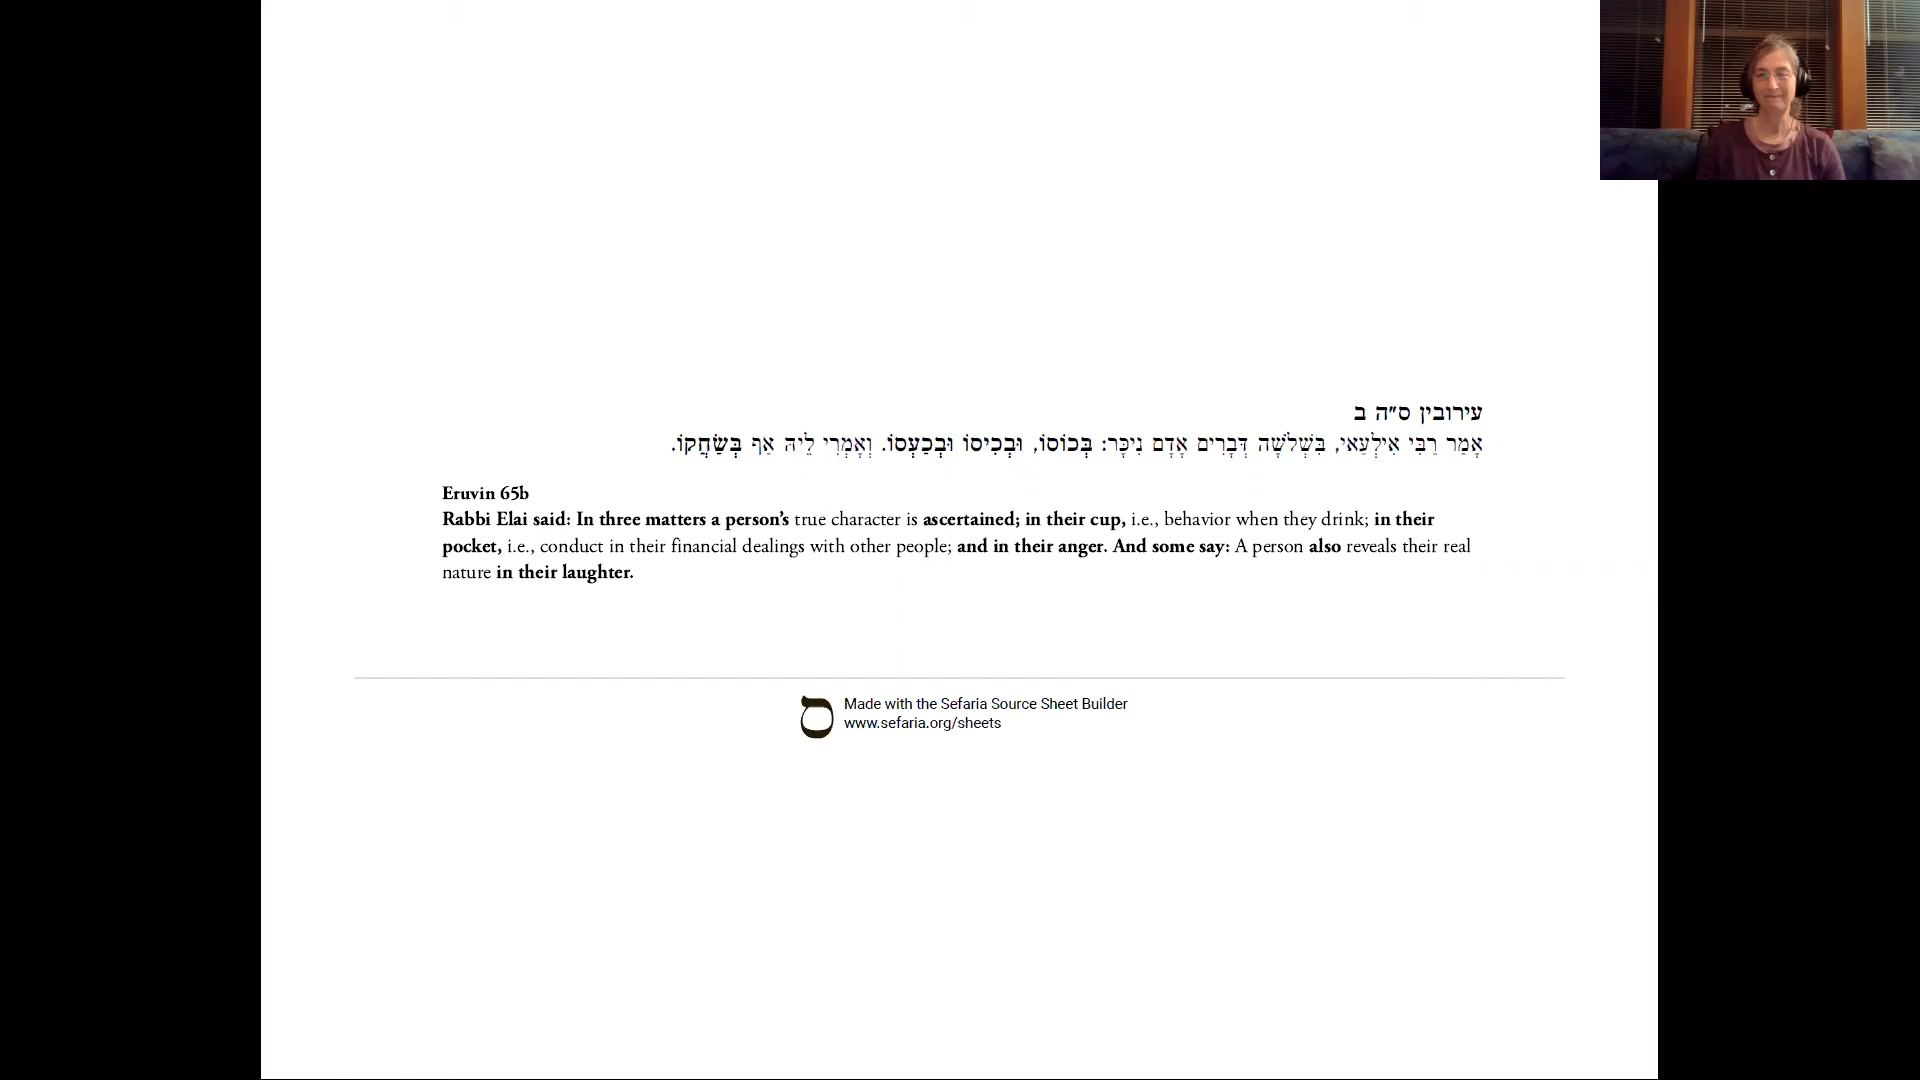 עירובין ס״ה ב
אָמַר רַבִּי אִילְעַאי, בִּשְׁלֹשָׁה דְּבָרִים אָדָם נִיכָּר: בְּכוֹסוֹ, וּבְכִיסוֹ וּבְכַעְסוֹ. וְאָמְרִי לֵיהּ אַף בְּשַׂחֲקוֹ.
Eruvin 65b
Rabbi Elai said: In three matters a person’s true character is ascertained; in their cup, i.e., behavior when they drink; in their
pocket, i.e., conduct in their financial dealings with other people; and in their anger. And some say: A person also reveals their real
nature in their laughter.
Made with the Sefaria Source Sheet Builder
www.sefaria.org/sheets